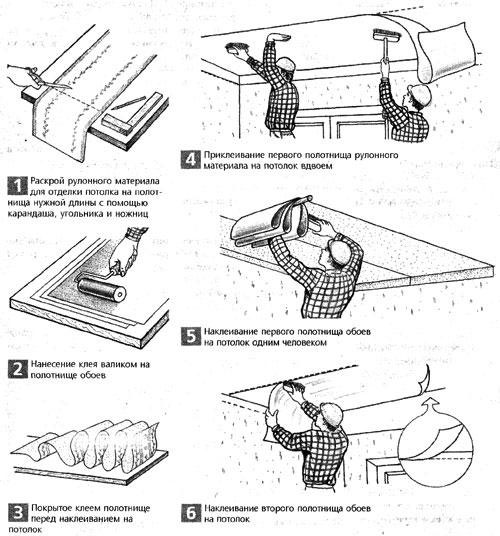 1 Раскрой рулонного материала
для отделки потолка на полот-
нища нужной длины с помощью
карандаша, угольника и ножниц
2 Нанесение клея валиком на
полотнище обоев
3 Покрытое клеем полотнище
перед наклеиванием на
потолок
4 Приклеивание первого полотнища рулонного
материала на потолок вдвоем
5 Наклеивание первого полотнища обоев
на потолок одним человеком
6 Наклеивание второго полотнища обоев
на потолок